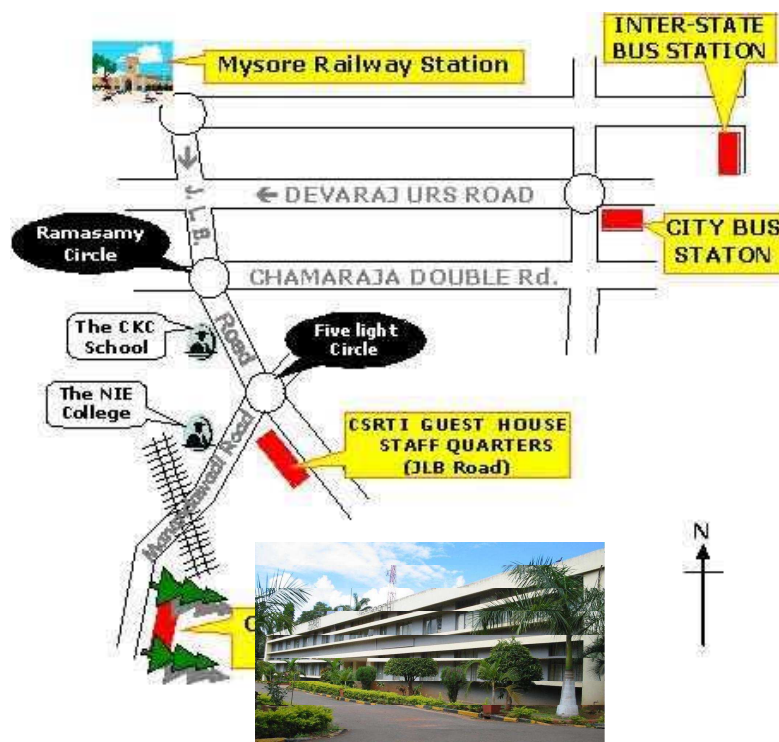 INTER-STATE
BUS STATION
Mysore Railway Station
J. L. B.
← DEVARAJ URS ROAD
CITY BUS
STATON
Ramasamy
Circle
CHAMARAJA DOUBLE Rd.
The CKC
School
Road
Five light
Circle
The NIE
College
CSRTI GUEST HOUSE
STAFF QUARTERS
(JLB Road)
Road
N